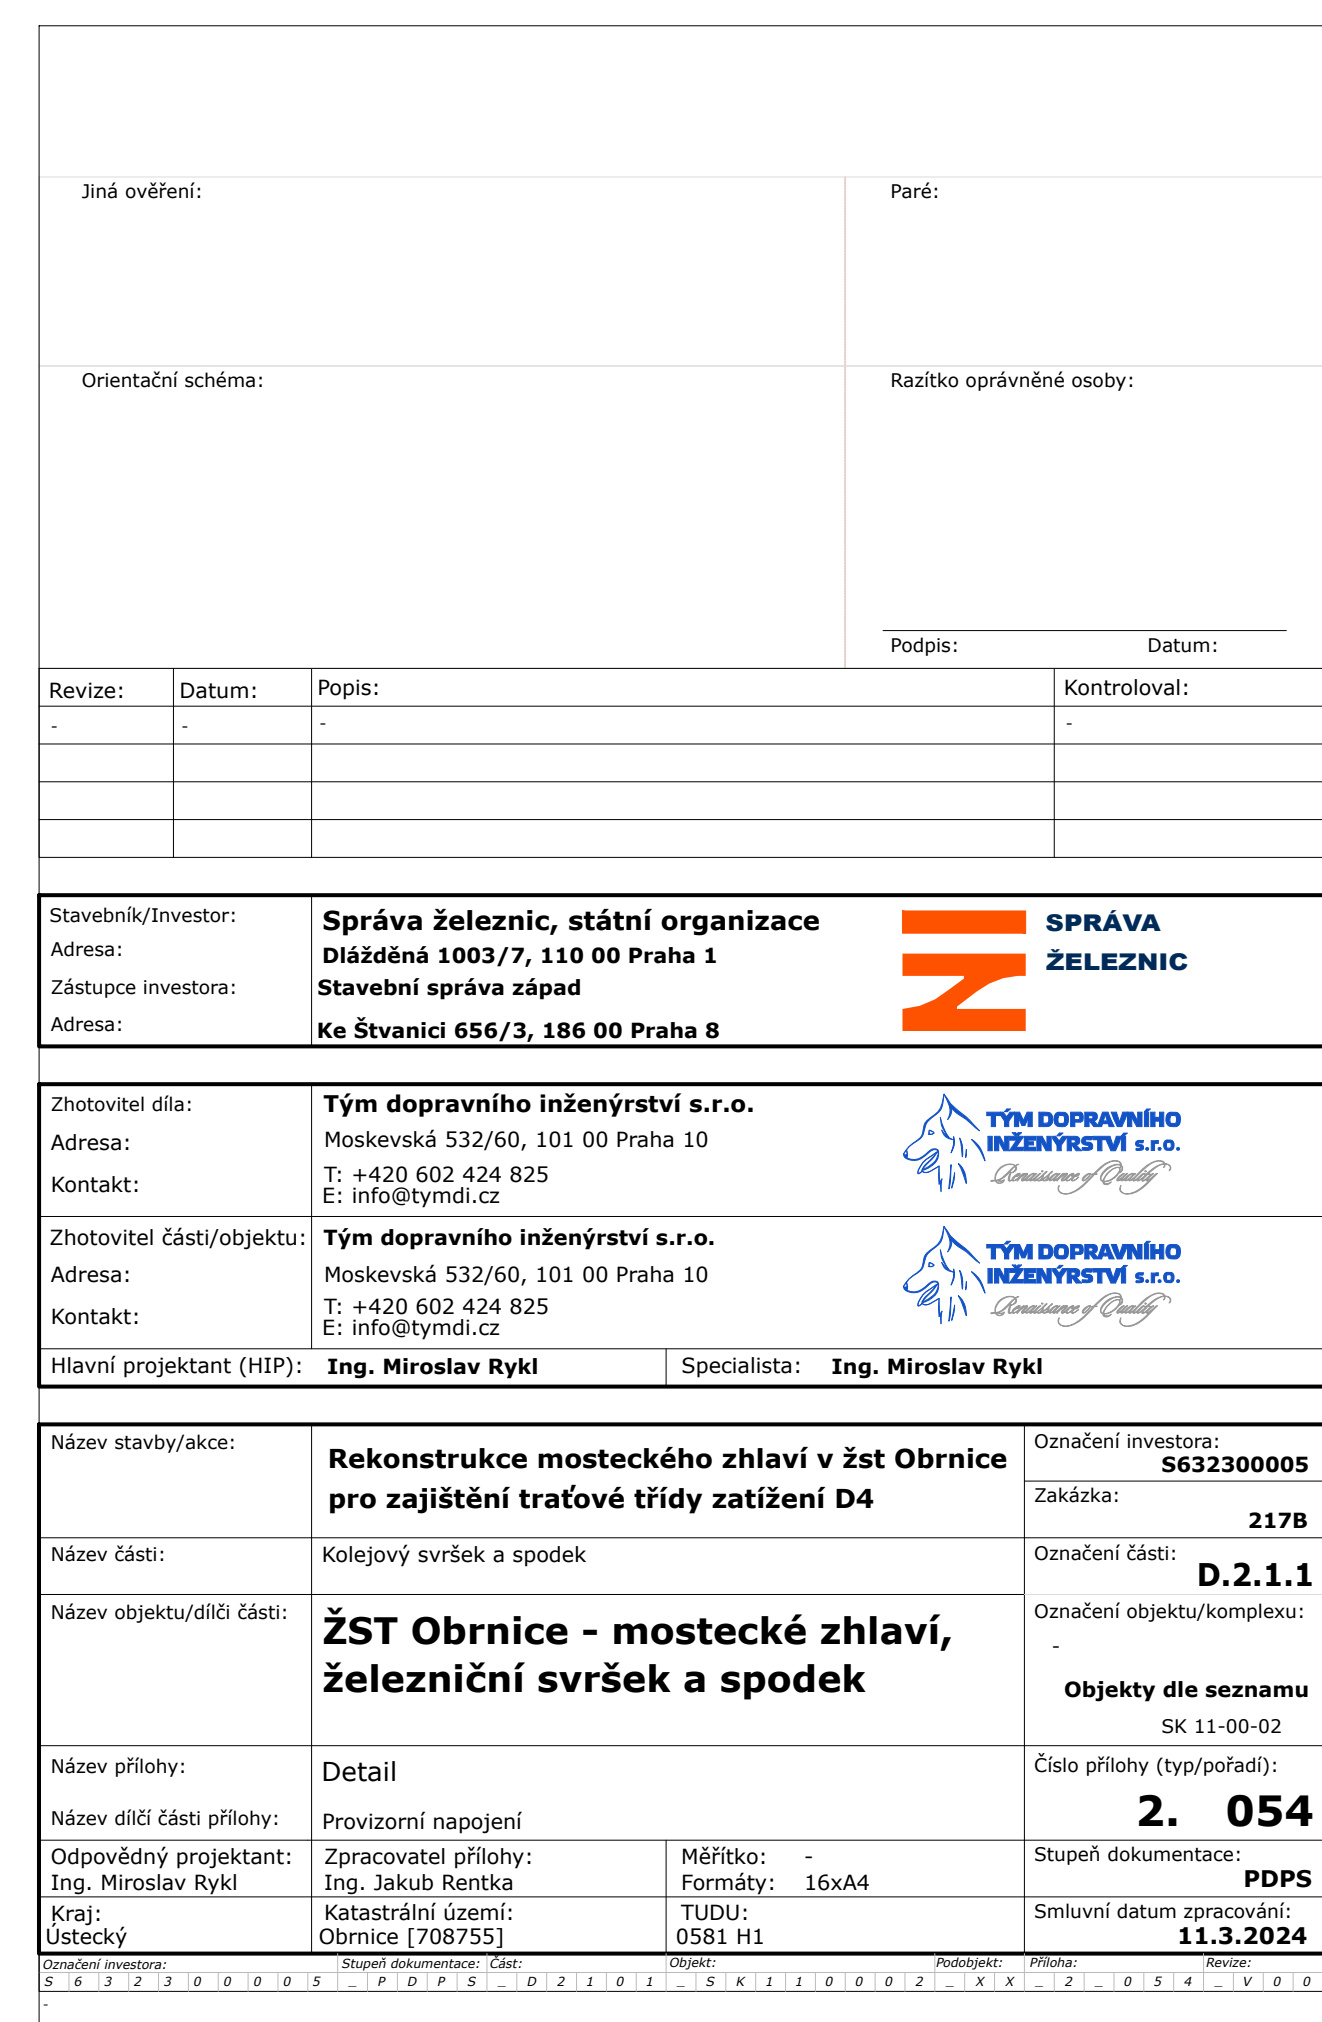 Jiná ověření:
Paré:
Orientační schéma:
Razítko oprávněné osoby:
Podpis:
Datum:
Revize:
Datum:
Popis:
Kontroloval:
-
-
-
-
Stavebník/Investor:
Správa železnic, státní organizace
Adresa:
Dlážděná 1003/7, 110 00 Praha 1
Zástupce investora:
Stavební správa západ
Adresa:
Ke Štvanici 656/3, 186 00 Praha 8
SPRÁVA
ŽELEZNIC
Zhotovitel díla:
Tým dopravního inženýrství s.r.o.
Adresa:
Moskevská 532/60, 101 00 Praha 10
Kontakt:
T: +420 602 424 825
E: info@tymdi.cz
TÝM DOPRAVNÍHO
INŽENÝRSTVÍ s.r.o.
Renaissance of Quality
Zhotovitel části/objektu:
Tým dopravního inženýrství s.r.o.
Adresa:
Moskevská 532/60, 101 00 Praha 10
Kontakt:
T: +420 602 424 825
E: info@tymdi.cz
TÝM DOPRAVNÍHO
INŽENÝRSTVÍ s.r.o.
Renaissance of Quality
Hlavní projektant (HIP):
Ing. Miroslav Rykl
Specialista:
Ing. Miroslav Rykl
Název stavby/akce:
Rekonstrukce mosteckého zhlaví v žst Obrnice
pro zajištění traťové třídy zatížení D4
Označení investora:
S632300005
Zakázka:
217B
Název části:
Kolejový svršek a spodek
Označení části:
D.2.1.1
Název objektu/dílči části:
ŽST Obrnice - mostecké zhlaví,
železniční svršek a spodek
Označení objektu/komplexu:
-
Objekty dle seznamu
SK 11-00-02
Název přílohy:
Detail
Název dílčí části přílohy:
Provizorní napojení
Číslo přílohy (typ/pořadí):
2. 054
Odpovědný projektant:
Ing. Miroslav Rykl
Zpracovatel přílohy:
Ing. Jakub Rentka
Měřítko: -
Formáty: 16xA4
Stupeň dokumentace:
PDPS
Kraj:
Ústecký
Katastrální území:
Obrnice [708755]
TUDU:
0581 H1
Smluvní datum zpracování:
11.3.2024
Označení investora: Stupeň dokumentace: Část: Objekt: Podobjekt: Příloha: Revize:
S 6 3 2 3 0 0 0 0 5 _ P D P S _ D 2 1 0 1 _ S K 1 1 0 0 0 2 _ X X _ 2 _ 0 5 4 _ V 0 0
-